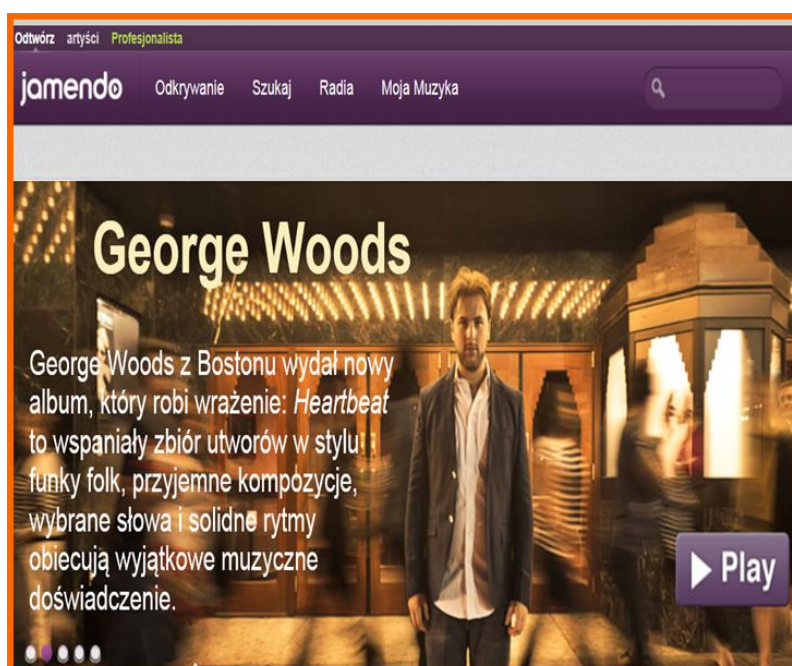 Odtwórz artyści Profesjonalista
jamendo Odkrywanie Szukaj Radia Moja Muzyka
George Woods
George Woods z Bostonu wydał nowy
album, który robi wrażenie: Heartbeat
to wspaniały zbiór utworów w stylu
funky folk, przyjemne kompozycje,
wybrane słowa i solidne rytmy
obiecują wyjątkowe muzyczne
doświadczenie.
Play